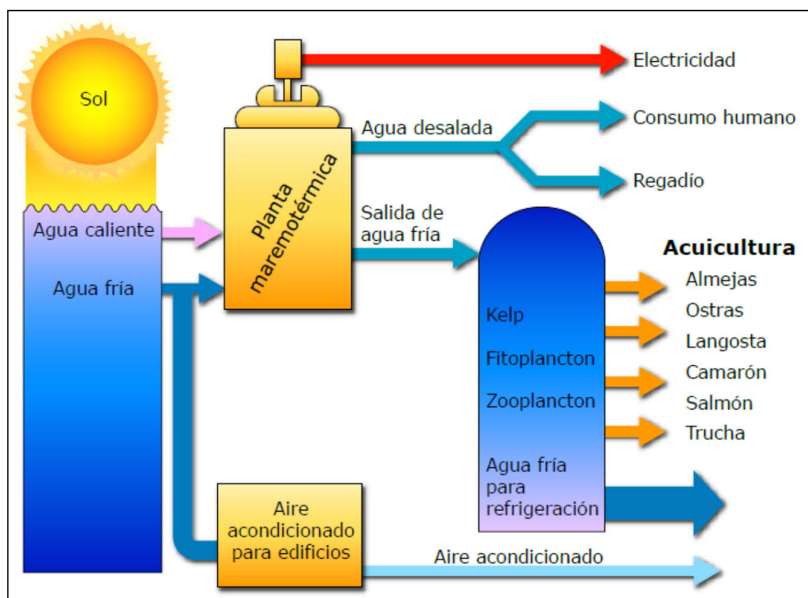 Sol
Agua caliente
Agua fría
Planta
maremotérmica
Electricidad
Agua desalada
Consumo humano
Regadío
Salida de
agua fría
Kelp
Fitoplancton
Zooplancton
Agua fría
para
refrigeración
Acuicultura
Almejas
Ostras
Langosta
Camarón
Salmón
Trucha
Aire
acondicionado
para edificios
Aire acondicionado